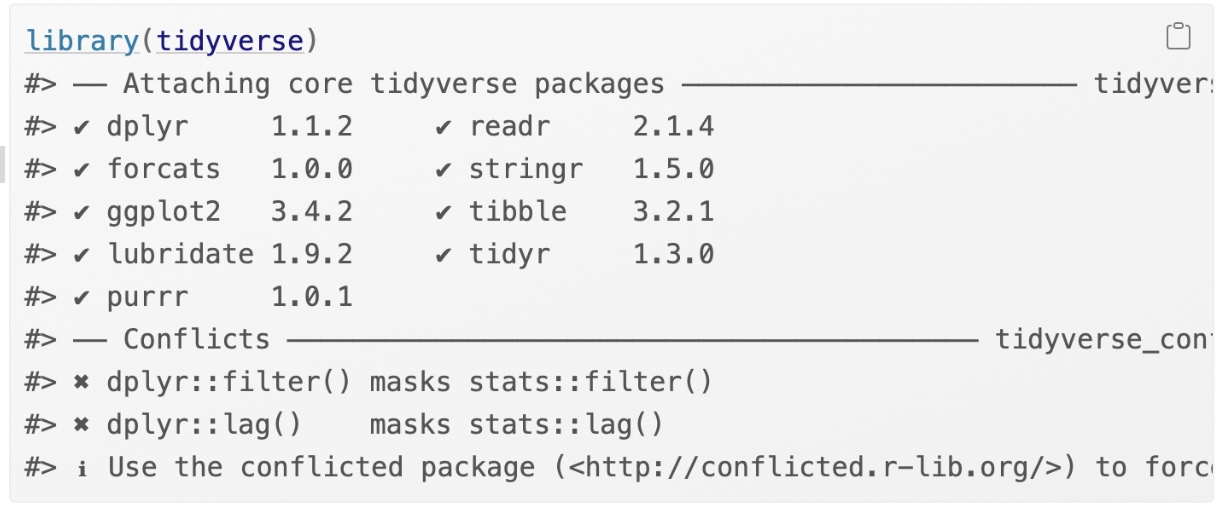 library(tidyverse)
#> ── Attaching core tidyverse packages ──────────────────────── tidyvers
#> ✔ dplyr     1.1.2     ✔ readr     2.1.4
#> ✔ forcats   1.0.0     ✔ stringr   1.5.0
#> ✔ ggplot2   3.4.2     ✔ tibble    3.2.1
#> ✔ lubridate 1.9.2     ✔ tidyr     1.3.0
#> ✔ purrr     1.0.1
#> ── Conflicts ────────────────────────────────────────── tidyverse_con
#> ✖ dplyr::filter() masks stats::filter()
#> ✖ dplyr::lag()    masks stats::lag()
#> ℹ Use the conflicted package (<http://conflicted.r-lib.org/>) to forc